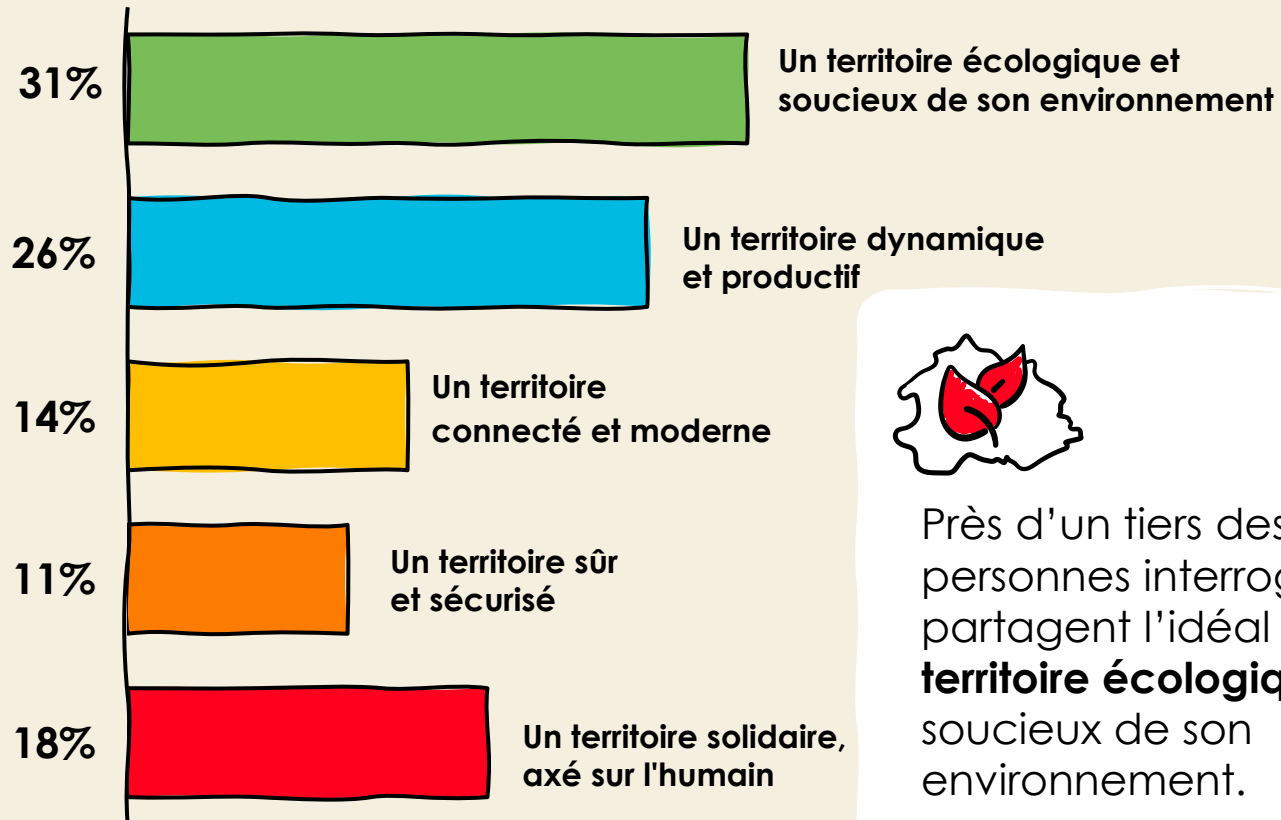 31%
Un territoire écologique et
soucieux de son environnement
26%
Un territoire dynamique
et productif
14%
Un territoire
connecté et moderne
11%
Un territoire sûr
et sécurisé
18%
Un territoire solidaire,
axé sur l'humain
Près d’un tiers des
personnes
partagent l’idéal
territoire
soucieux de son
environnement.